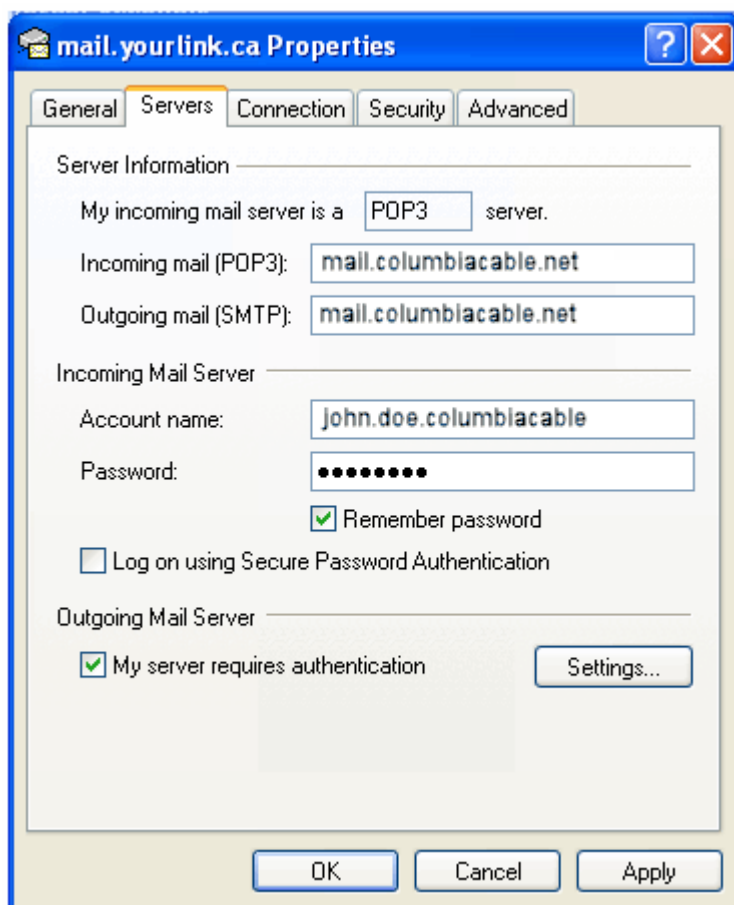 mail.yourlink.ca Properties
General Servers Connection Security Advanced
Server Information
My incoming mail server is a POP3 server.
Incoming mail (POP3): mail.columbiacable.net
Outgoing mail (SMTP): mail.columbiacable.net
Incoming Mail Server
Account name: john.doe.columbiacable
Password: ●●●●●●●●
Remember password
Log on using Secure Password Authentication
Outgoing Mail Server
My server requires authentication Settings...
OK Cancel Apply